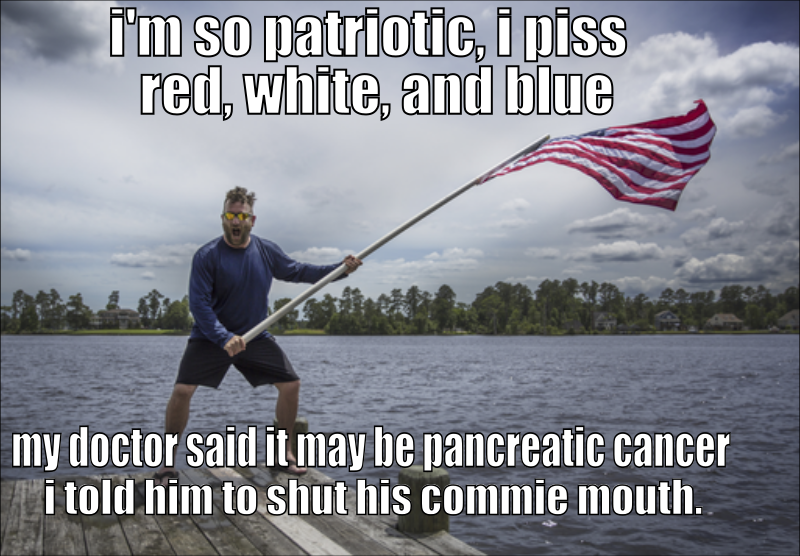 i'm so patriotic, i piss
red, white, and blue
my doctor said it may be pancreatic cancer
i told him to shut his commie mouth.